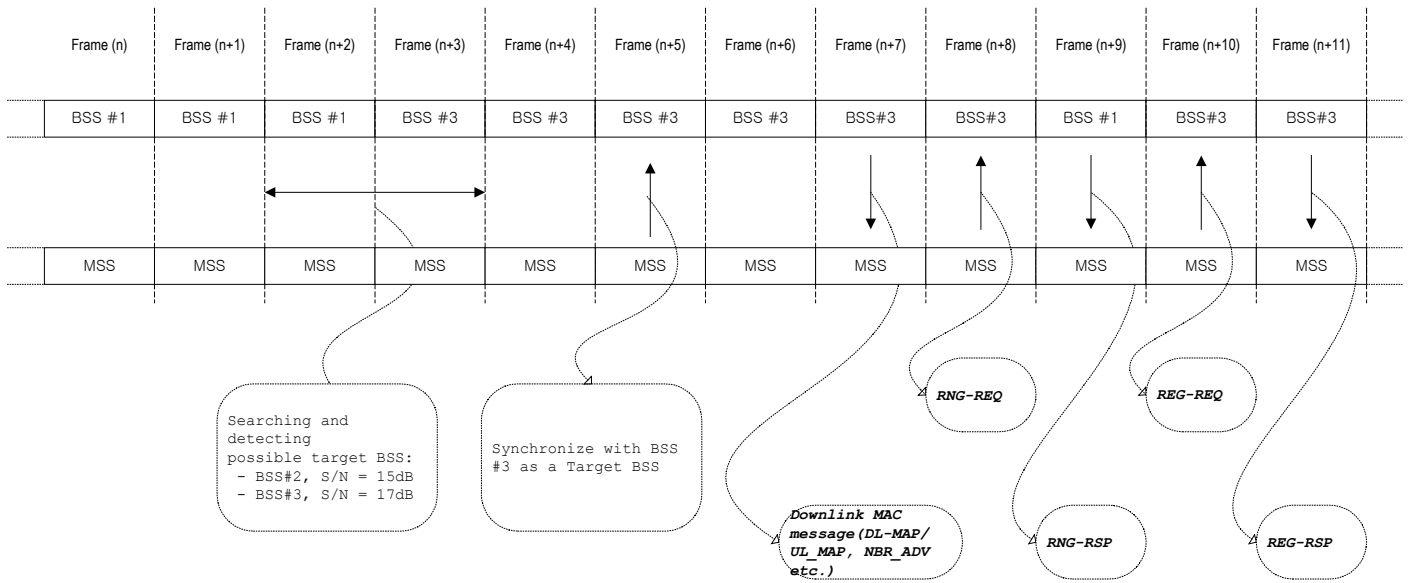 Frame (n) Frame (n+1) Frame (n+2) Frame (n+3) Frame (n+4) Frame (n+5) Frame (n+6) Frame (n+7) Frame (n+8) Frame (n+9) Frame (n+10) Frame (n+11)
BSS #1 BSS #1 BSS #1 BSS #3 BSS #3 BSS #3 BSS #3 BSS#3 BSS#3 BSS #1 BSS#3 BSS#3
MSS MSS MSS MSS MSS MSS MSS MSS MSS MSS MSS MSS
Searching and
detecting
possible target BSS:
- BSS#2, S/N = 15dB
- BSS#3, S/N = 17dB
Synchronize with BSS
#3 as a Target BSS
RNG-REQ
REG-REQ
Downlink MAC
message(DL-MAP/
UL_MAP, NBR_ADV
etc.)
RNG-RSP
REG-RSP